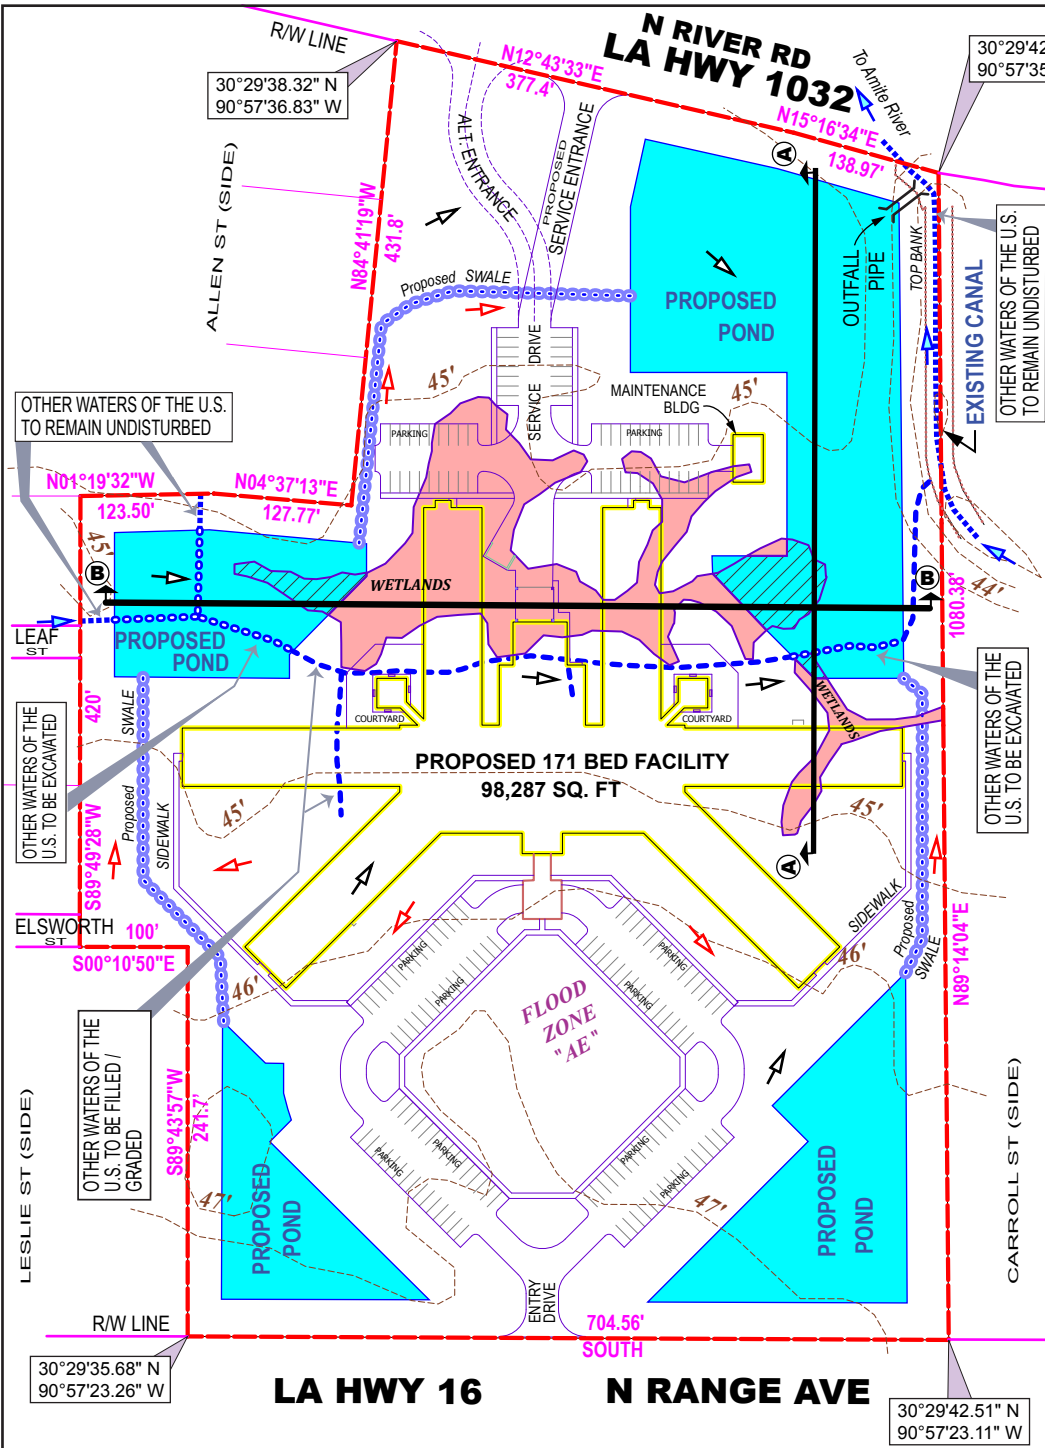 R/W LINE
N RIVER RD
LA HWY 1032
30°29'38.32" N
90°57'36.83" W
N12°43'33"E
377.4'
To Amite River
30°29'42
90°57'35
N15°16'34"E
138.97'
A
ALLEN ST (SIDE)
N84°41'19"W
431.8'
ALT. ENTRANCE
PROPOSED
SERVICE ENTRANCE
Proposed SWALE
PROPOSED
POND
OUTFALL
PIPE
TOP BANK
EXISTING CANAL
OTHER WATERS OF THE U.S.
TO REMAIN UNDISTURBED
OTHER WATERS OF THE U.S.
TO REMAIN UNDISTURBED
45'
SERVICE DRIVE
MAINTENANCE
BLDG
45'
PARKING
PARKING
N01°19'32"W
123.50'
N04°37'13"E
127.77'
45'
B
WETLANDS
B
44'
1080.38'
LEAF
ST
PROPOSED
POND
420'
SWALE
Proposed
SIDEWALK
COURTYARD
COURTYARD
WETLANDS
OTHER WATERS OF THE
U.S. TO BE EXCAVATED
OTHER WATERS OF THE
U.S. TO BE EXCAVATED
PROPOSED 171 BED FACILITY
98,287 SQ. FT
45'
45'
S89°49'28"W
A
ELSWORTH
ST
100'
S00°10'50"E
SIDEWALK
Proposed
SWALE
46'
46'
PARKING
PARKING
PARKING
PARKING
FLOOD
ZONE
"AE"
N89°14'04"E
OTHER WATERS OF THE
U.S. TO BE FILLED /
GRADED
S89°43'57"W
241.7'
LESLIE ST (SIDE)
CARROLL ST (SIDE)
PARKING
PARKING
PARKING
PARKING
47'
47'
PROPOSED
POND
PROPOSED
POND
ENTRY
DRIVE
R/W LINE
704.56'
SOUTH
30°29'35.68" N
90°57'23.26" W
LA HWY 16
N RANGE AVE
30°29'42.51" N
90°57'23.11" W